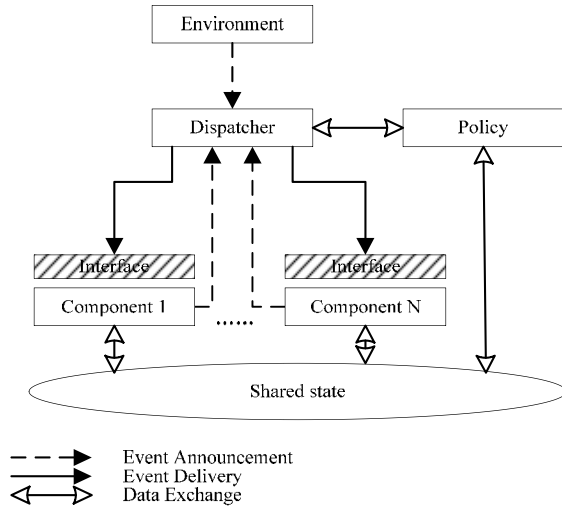 Environment
Dispatcher
Policy
Interface
Interface
Component 1
Component N
......
Shared state
Event Announcement
Event Delivery
Data Exchange